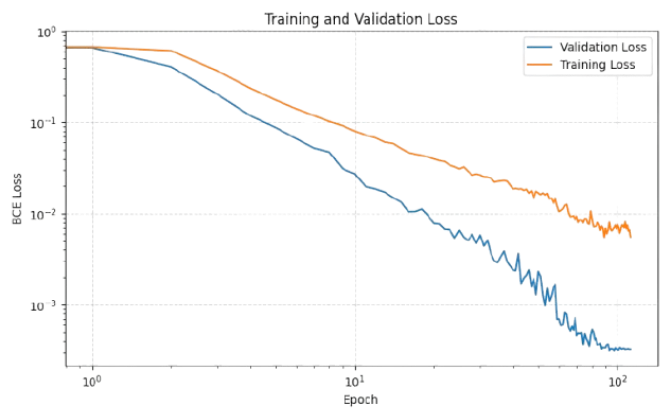 Training and Validation Loss
10⁰
Validation Loss
Training Loss
10⁻¹
BCE Loss
10⁻²
10⁻³
10⁰
10¹
10²
Epoch